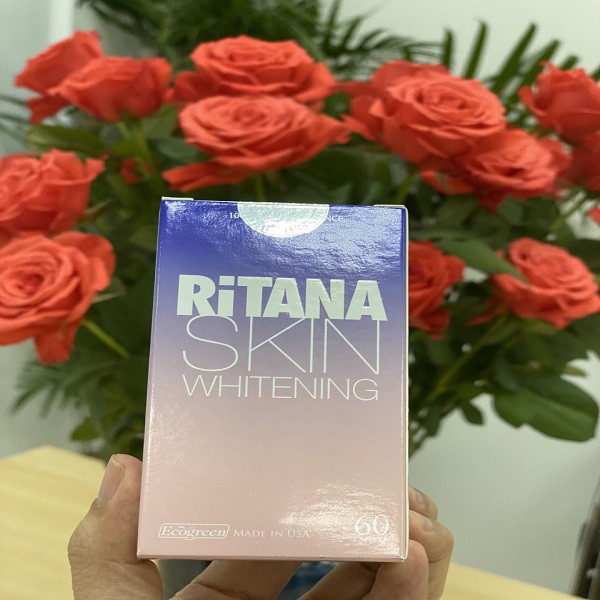 RiTANA
SKIN
WHITENING
Ecogreen MADE IN USA 60